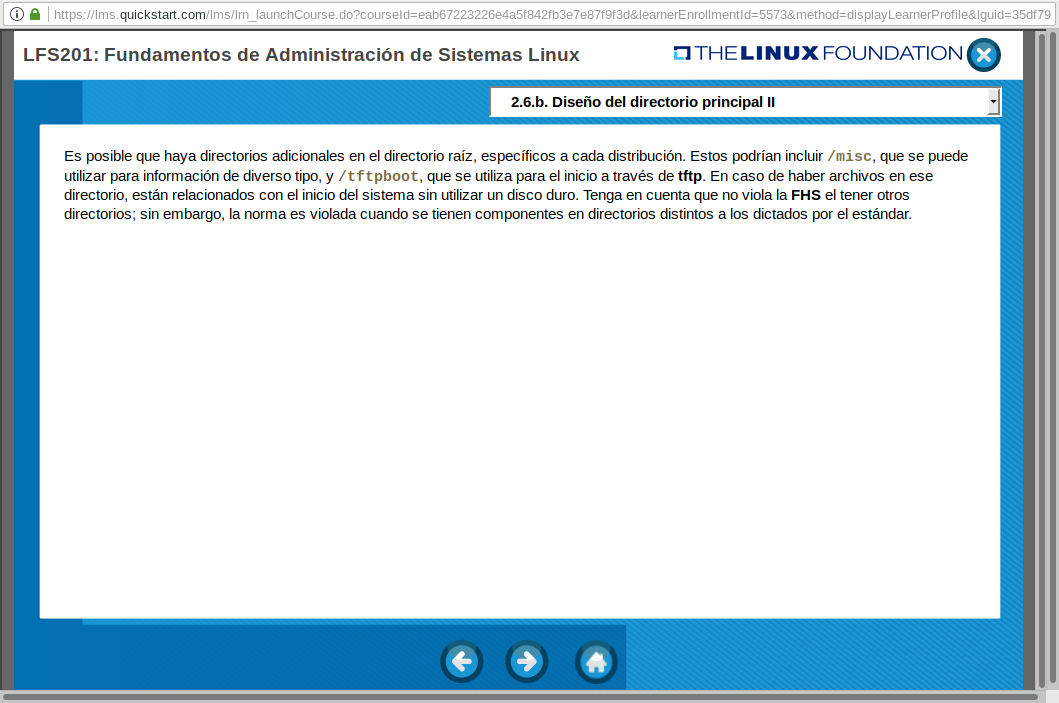 https://lms.quickstart.com/lms/lrn_launchCourse.do?courseId=eab67223226e4a5f842fb3e7e87f9f3d&learnerEnrollmentId=5573&method=displayLearnerProfile&lguid=35df79
LFS201: Fundamentos de Administración de Sistemas Linux
THE LINUX FOUNDATION
2.6.b. Diseño del directorio principal II
Es posible que haya directorios adicionales en el directorio raíz, específicos a cada distribución. Estos podrían incluir /misc, que se puede
utilizar para información de diverso tipo, y /tftpboot, que se utiliza para el inicio a través de tftp. En caso de haber archivos en ese
directorio, están relacionados con el inicio del sistema sin utilizar un disco duro. Tenga en cuenta que no viola la FHS el tener otros
directorios; sin embargo, la norma es violada cuando se tienen componentes en directorios distintos a los dictados por el estándar.